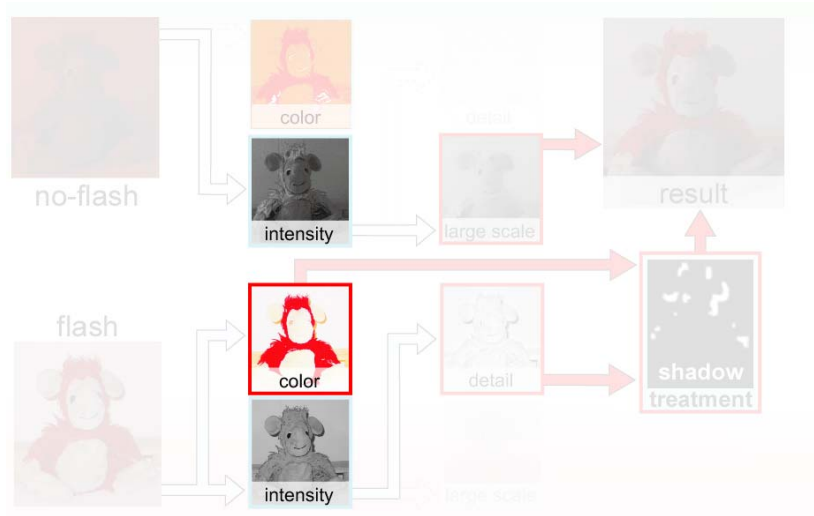 color
detail
no-flash
intensity
large scale
result
flash
color
detail
shadow
treatment
intensity
large scale